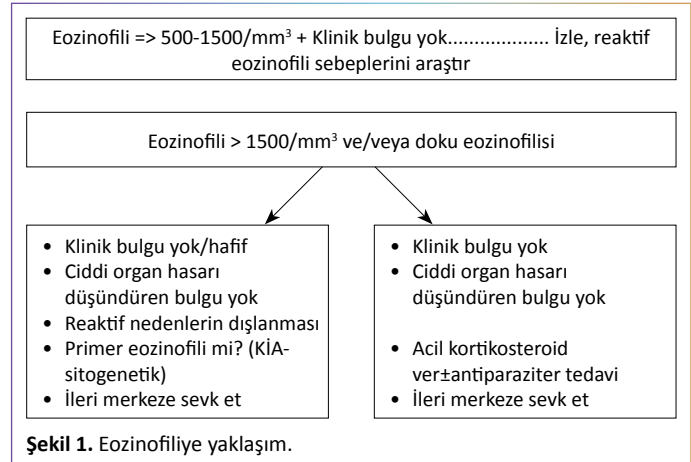 Eozinofili => 500-1500/mm³ + Klinik bulgu yok................... İzle, reaktif
eozinofili sebeplerini araştır
Eozinofili > 1500/mm³ ve/veya doku eozinofilisi
• Klinik bulgu yok/hafif
• Ciddi organ hasarı
düşündüren bulgu yok
• Reaktif nedenlerin dışlanması
• Primer eozinofili mi? (KİA-
sitogenetik)
• İleri merkeze sevk et
• Klinik bulgu yok
• Ciddi organ hasarı
düşündüren bulgu yok
• Acil kortikosteroid
ver±antiparaziter tedavi
• İleri merkeze sevk et
Şekil 1. Eozinofiliye yaklaşım.